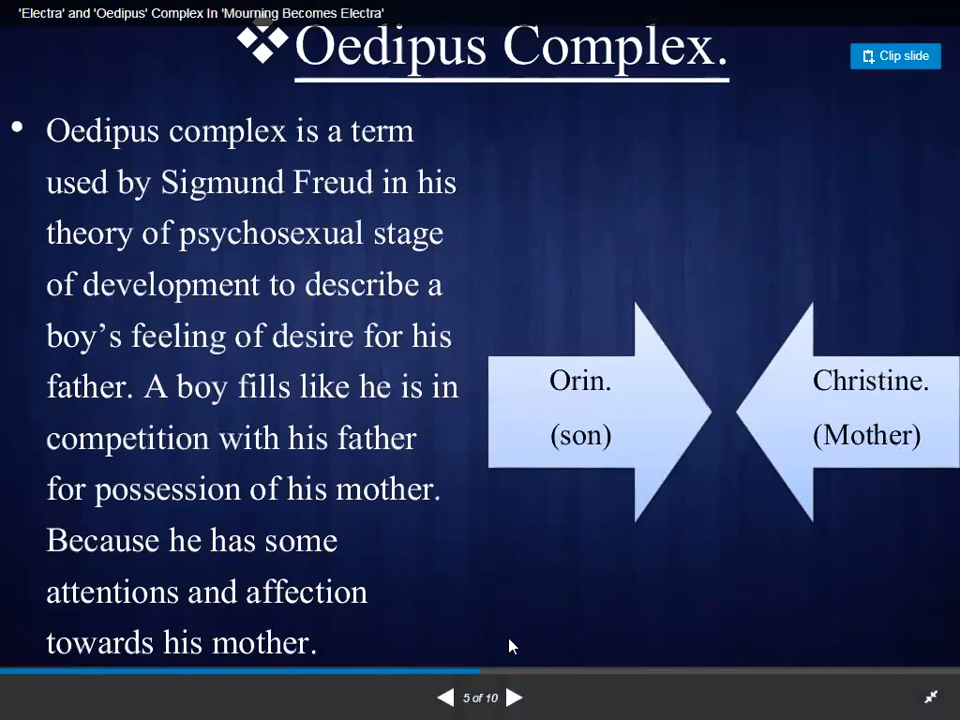 'Electra' and 'Oedipus' Complex In 'Mourning Becomes Electra'
Oedipus Complex.
Clip slide
• Oedipus complex is a term
used by Sigmund Freud in his
theory of psychosexual stage
of development to describe a
boy's feeling of desire for his
father. A boy fills like he is in
competition with his father
for possession of his mother.
Because he has some
attentions and affection
towards his mother.
Orin.
(son)
Christine.
(Mother)
5 of 10